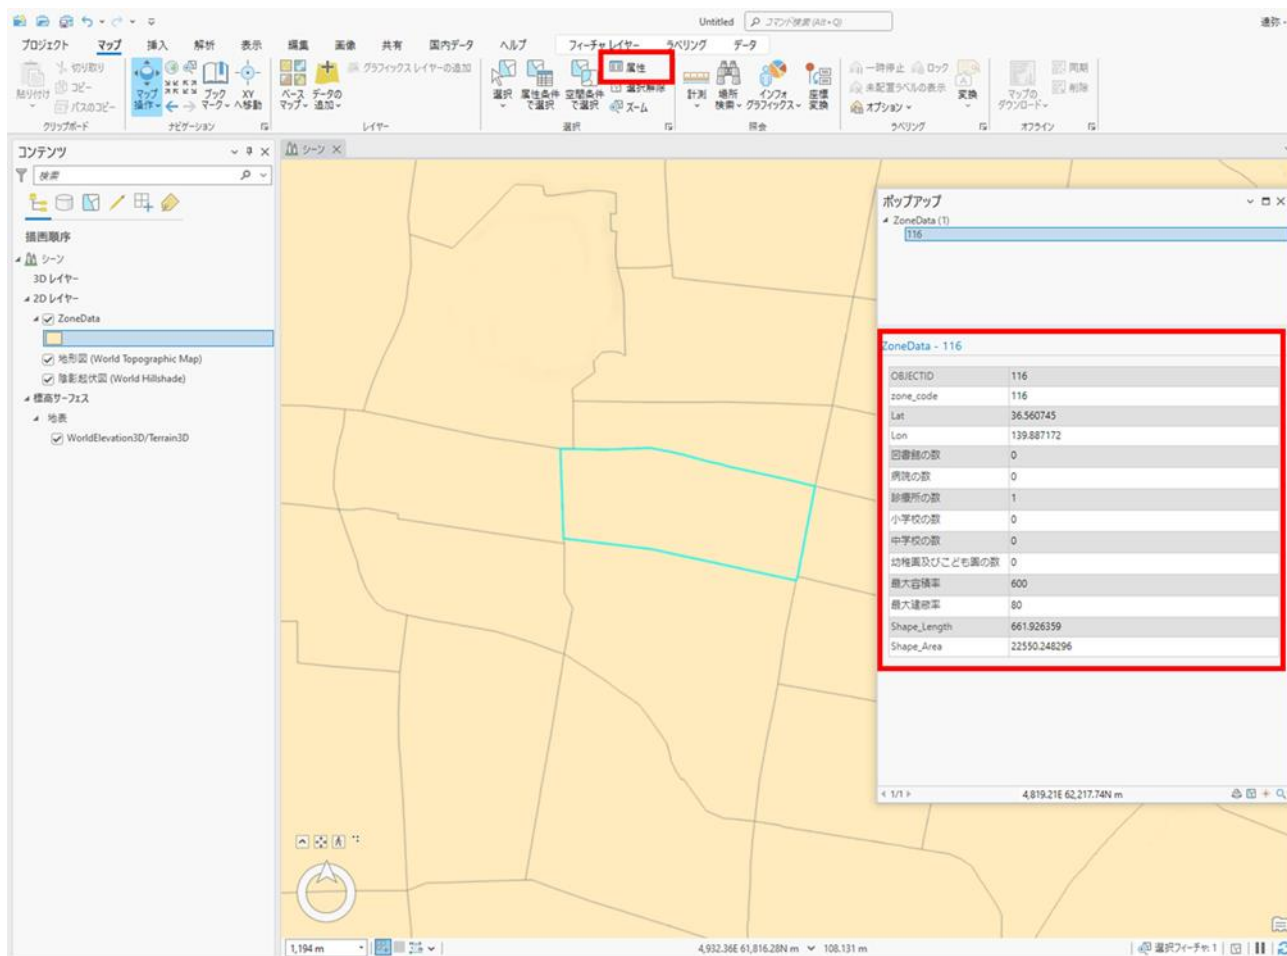 Untitled
コマンド検索 (Alt+Q)
プロジェクト マップ 挿入 解析 表示 編集 画像 共有 国内データ ヘルプ フィーチャ レイヤー ラベリング データ
貼り付け
切り取り
コピー
パスのコピー
クリップボード
マップ操作
ブックマーク
XY へ移動
ナビゲーション
ベースマップ
データの追加
グラフィックス レイヤーの追加
レイヤー
選択
属性条件で選択
空間条件で選択
属性
選択解除
ズーム
選択
計測
場所検索
インフォグラフィックス
座標変換
照会
一時停止 ロック
未配置ラベルの表示
オプション
変換
ラベリング
マップのダウンロード
同期
削除
オフライン
コンテンツ
検索
描画順序
シーン
3D レイヤー
2D レイヤー
ZoneData
地形図 (World Topographic Map)
陰影起伏図 (World Hillshade)
標高サーフェス
地表
WorldElevation3D/Terrain3D
シーン
ポップアップ
ZoneData (1)
116
ZoneData - 116
OBJECTID 116
zone_code 116
Lat 36.560745
Lon 139.887172
図書館の数 0
病院の数 0
診療所の数 1
小学校の数 0
中学校の数 0
幼稚園及びこども園の数 0
最大容積率 600
最大建蔽率 80
Shape_Length 661.926359
Shape_Area 22550.248296
1/1
4,819.21E 62,217.74N m
1,194 m
4,932.36E 61,816.28N m
108.131 m
選択フィーチャ: 1